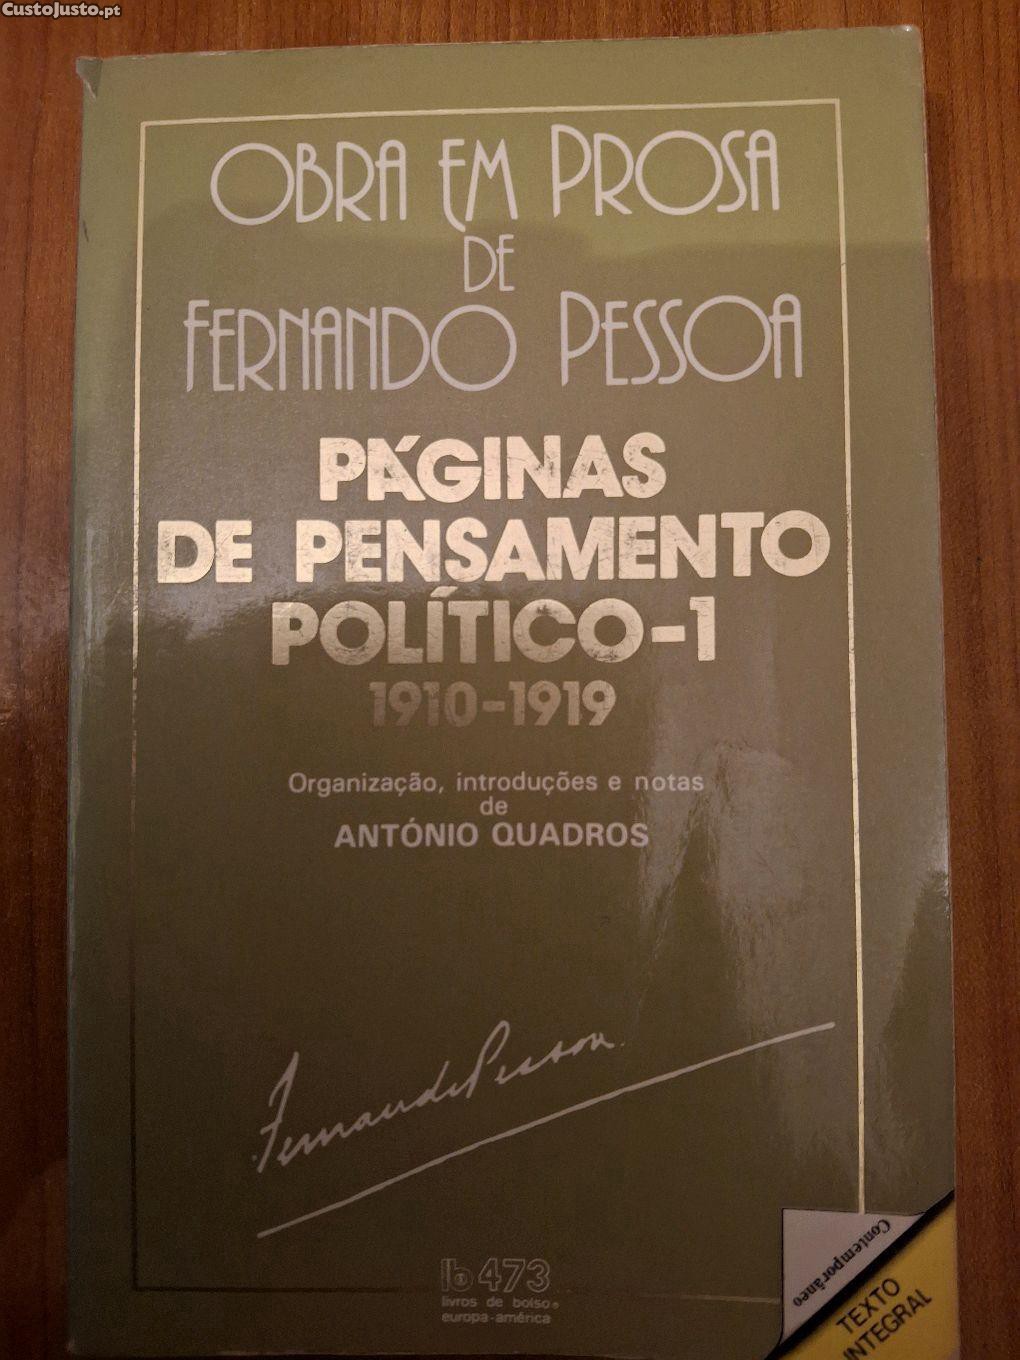 CustoJusto.pt
OBRA EM PROSA
DE
FERNANDO PESSOA
PÁGINAS
DE PENSAMENTO
POLÍTICO-1
1910-1919
Organização, introduções e notas
de
ANTÓNIO QUADROS
Fernando Pessoa
lb 473
livros de bolso
europa-américa
Contemporâneo
TEXTO
INTEGRAL